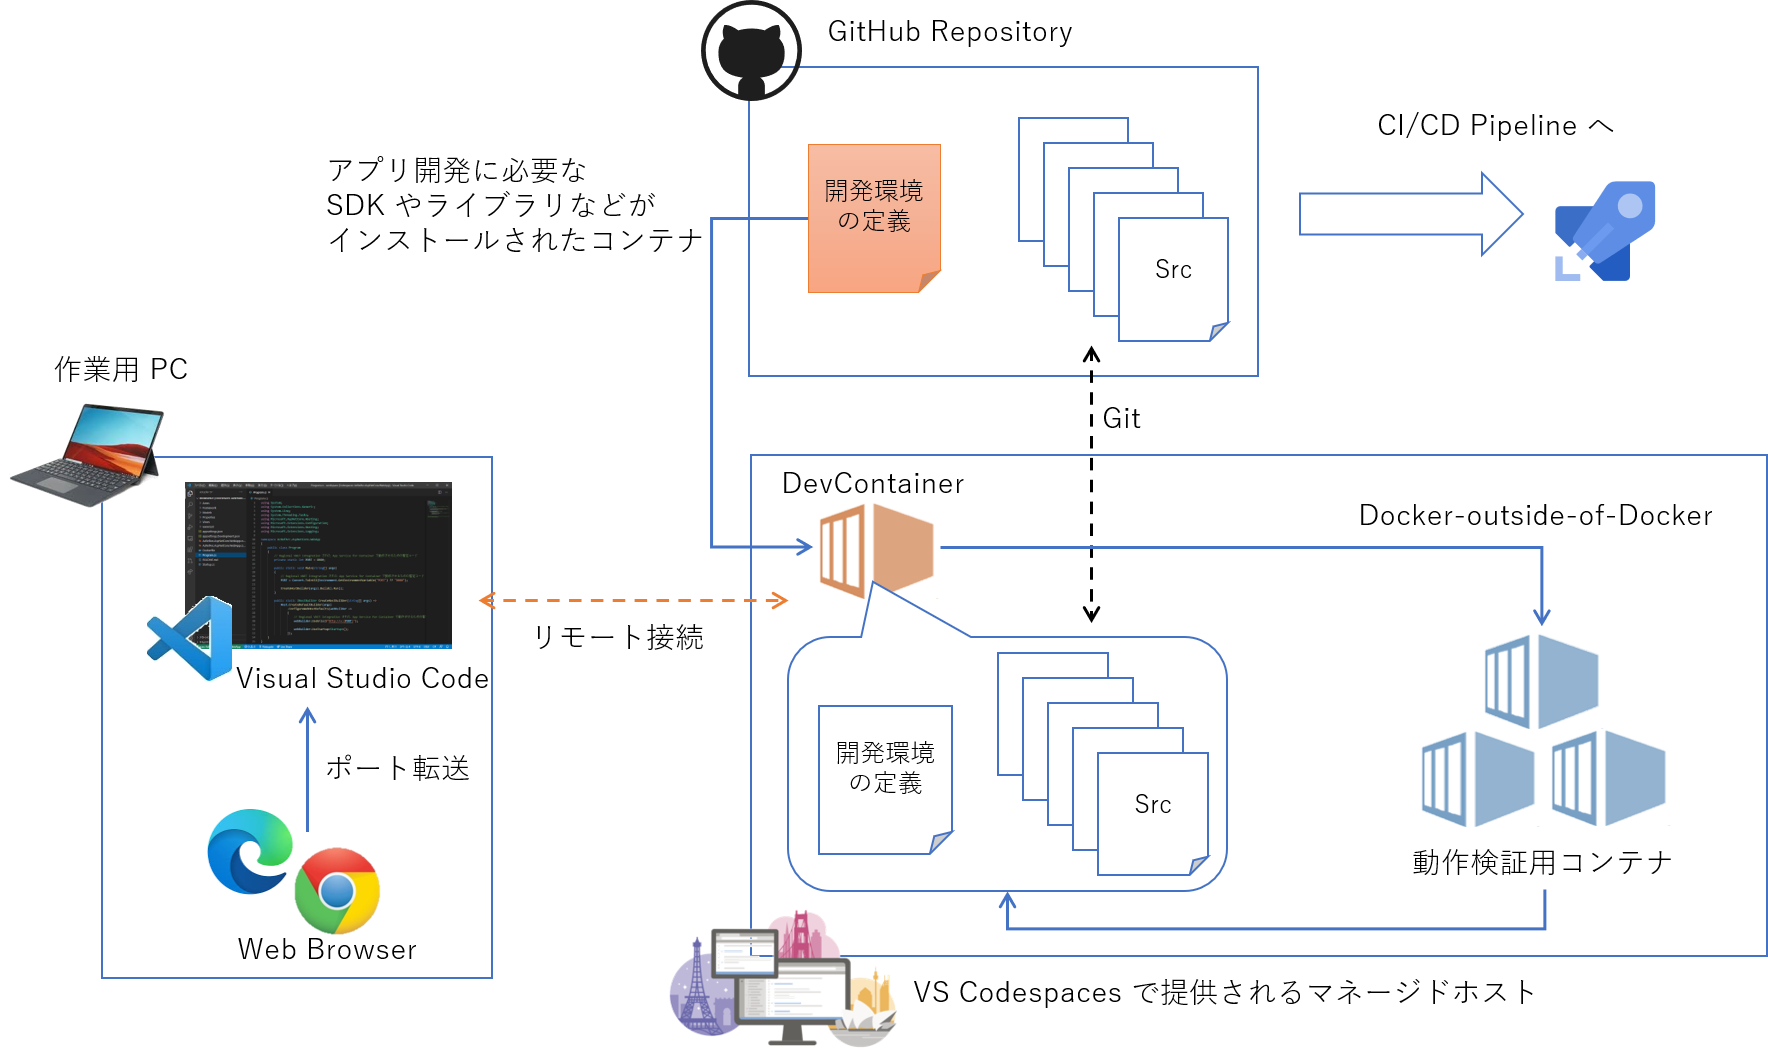 GitHub Repository
CI/CD Pipeline へ
アプリ開発に必要な
SDK やライブラリなどが
インストールされたコンテナ
開発環境
の定義
Src
作業用 PC
Git
DevContainer
Docker-outside-of-Docker
リモート接続
Visual Studio Code
ポート転送
開発環境
の定義
Src
動作検証用コンテナ
Web Browser
VS Codespaces で提供されるマネージドホスト